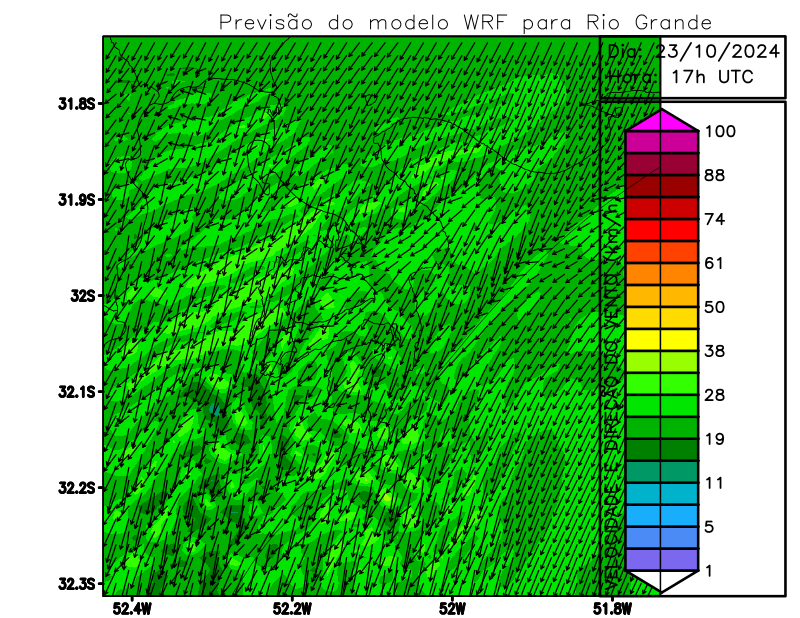 Previsão do modelo WRF para Rio Grande
Dia: 23/10/2024
Hora: 17h UTC
VELOCIDADE E DIREÇÃO DO VENTO (km/h)
100
88
74
61
50
38
28
19
11
5
1
31.8S
31.9S
32S
32.1S
32.2S
32.3S
52.4W
52.2W
52W
51.8W